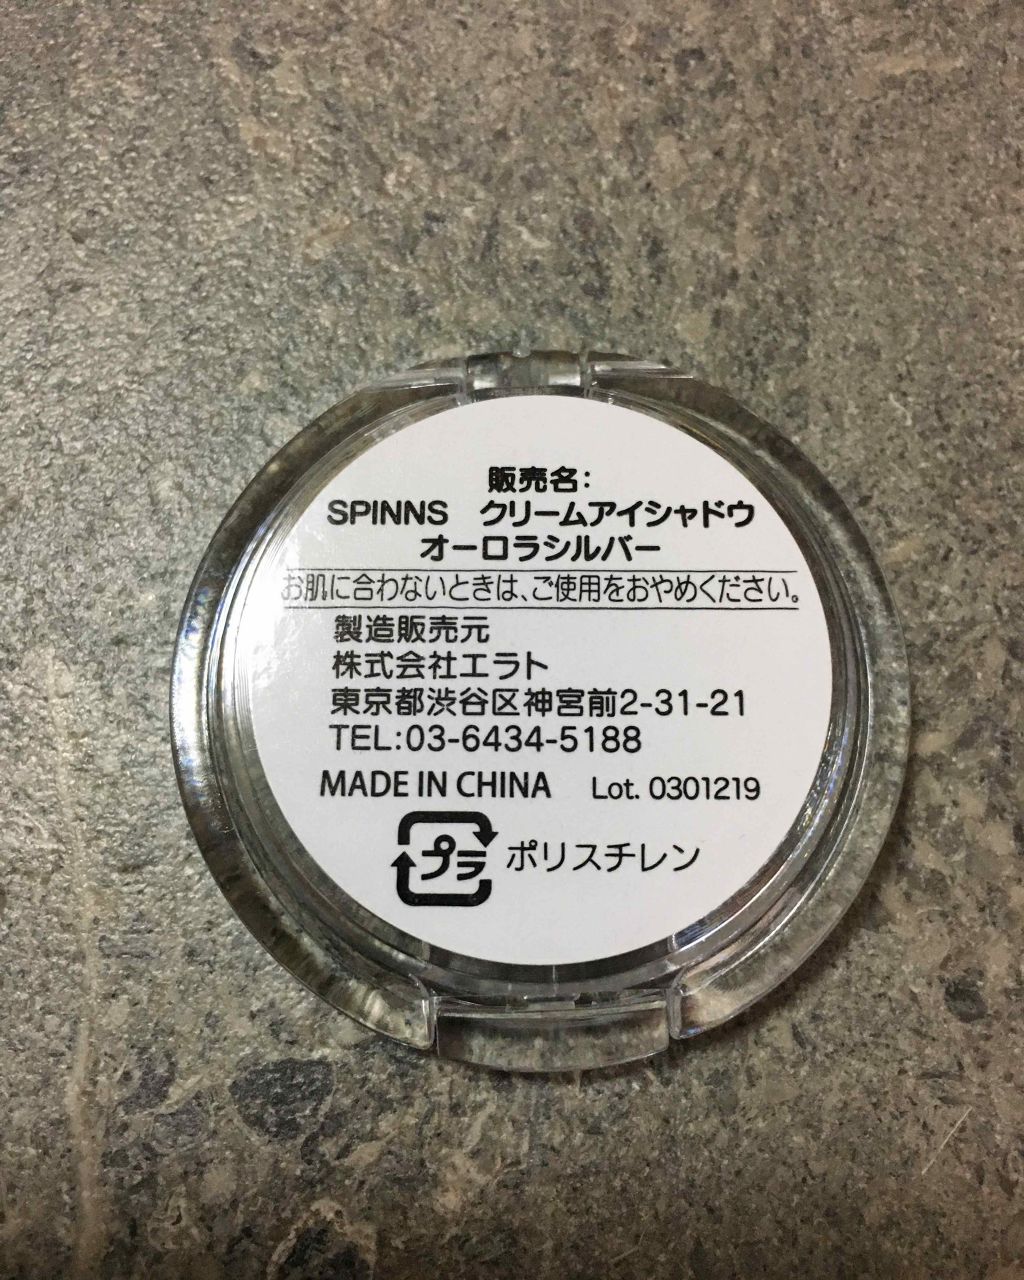 販売名:
SPINNS クリームアイシャドウ
オーロラシルバー
お肌に合わないときは、ご使用をおやめください。
製造販売元
株式会社エラト
東京都渋谷区神宮前2-31-21
TEL:03-6434-5188
MADE IN CHINA Lot. 0301219
プラ ポリスチレン